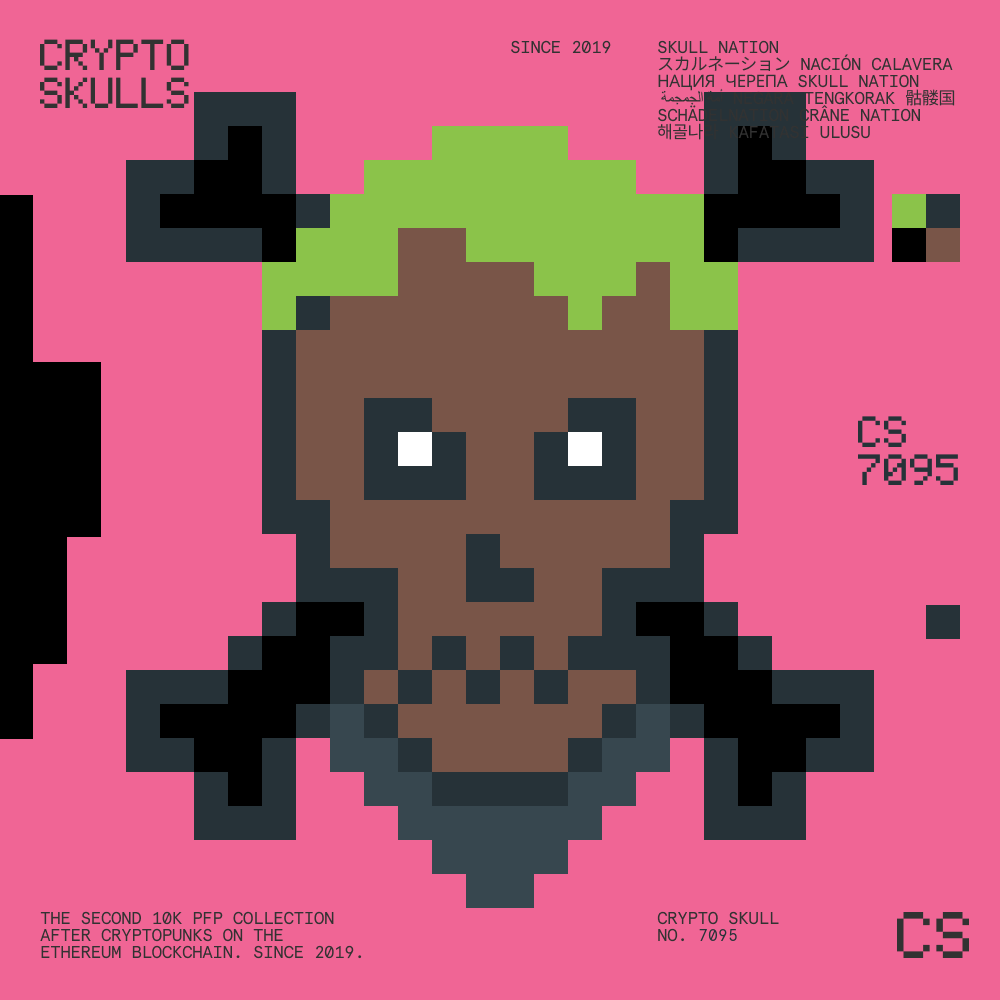 CRYPTO
SKULLS
SINCE 2019
SKULL NATION
スカルネーション NACIÓN CALAVERA
НАЦИЯ ЧЕРЕПА SKULL NATION
TENGKORAK 骷髅国
CRÂNE NATION
해골나 ULUSU
CS
7095
THE SECOND 10K PFP COLLECTION
AFTER CRYPTOPUNKS ON THE
ETHEREUM BLOCKCHAIN. SINCE 2019.
CRYPTO SKULL
NO. 7095
CS